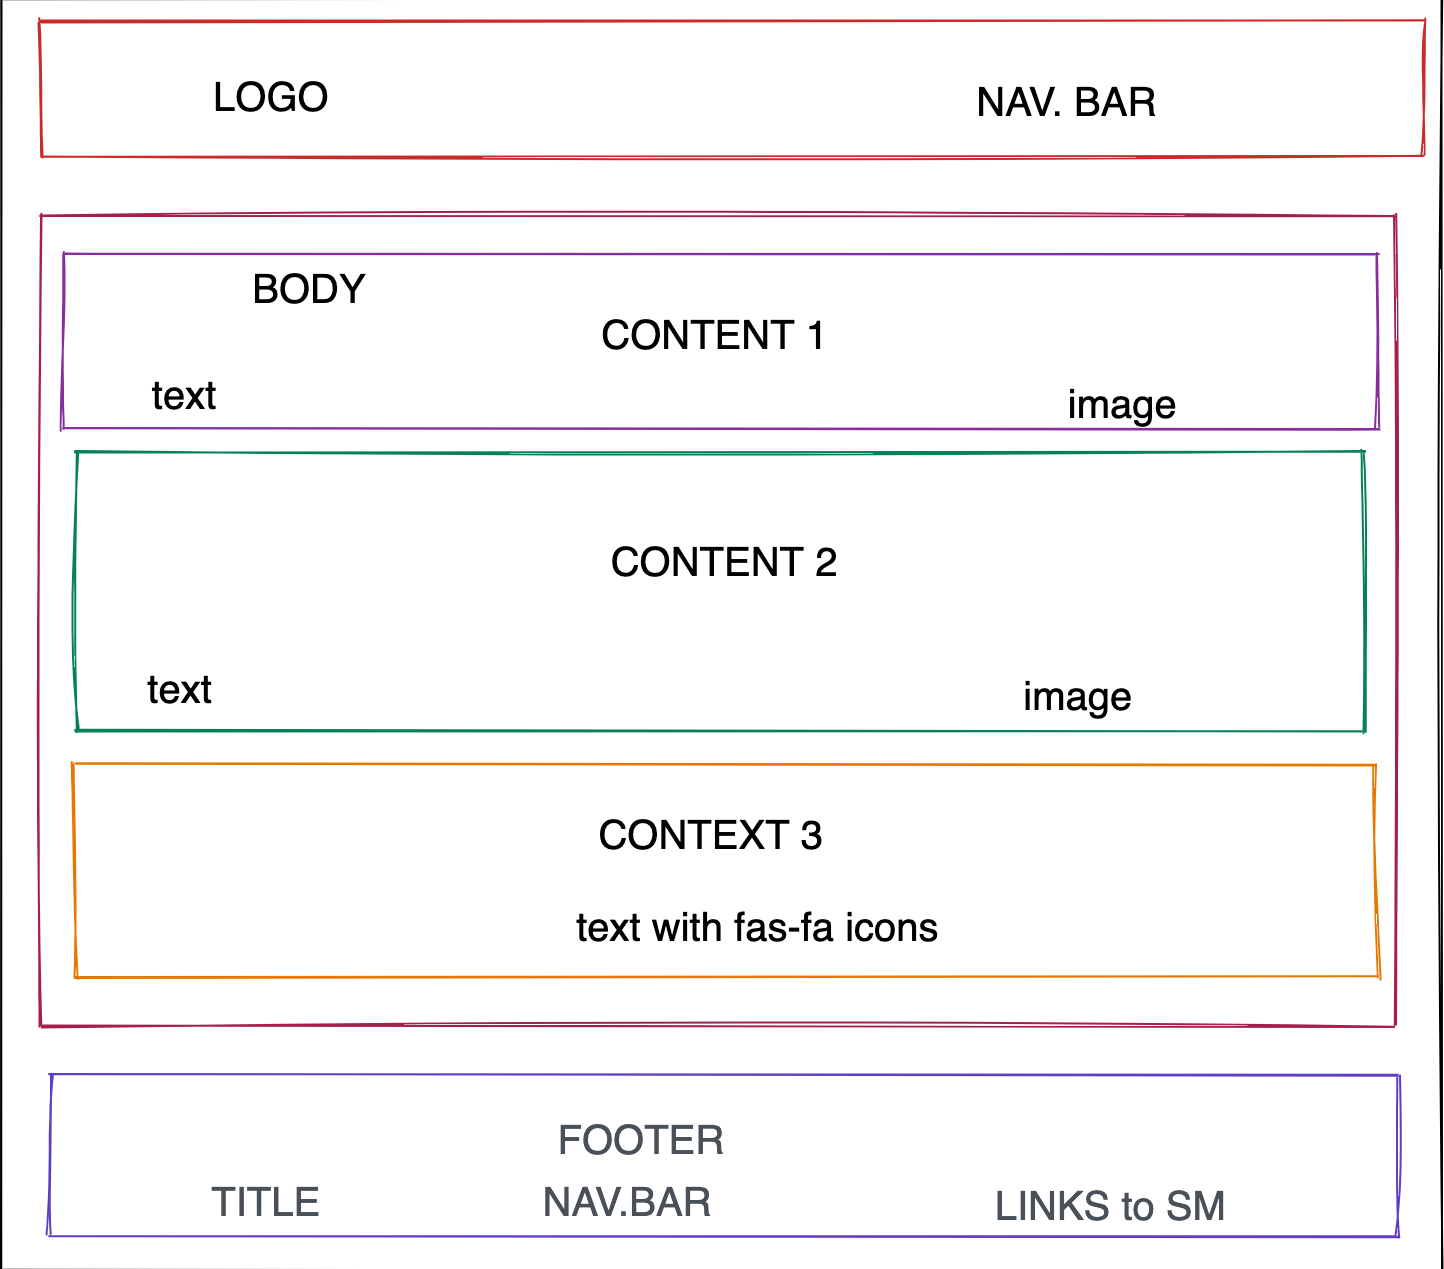 LOGO
NAV. BAR
BODY
CONTENT 1
text
image
CONTENT 2
text
image
CONTEXT 3
text with fas-fa icons
FOOTER
TITLE
NAV.BAR
LINKS to SM